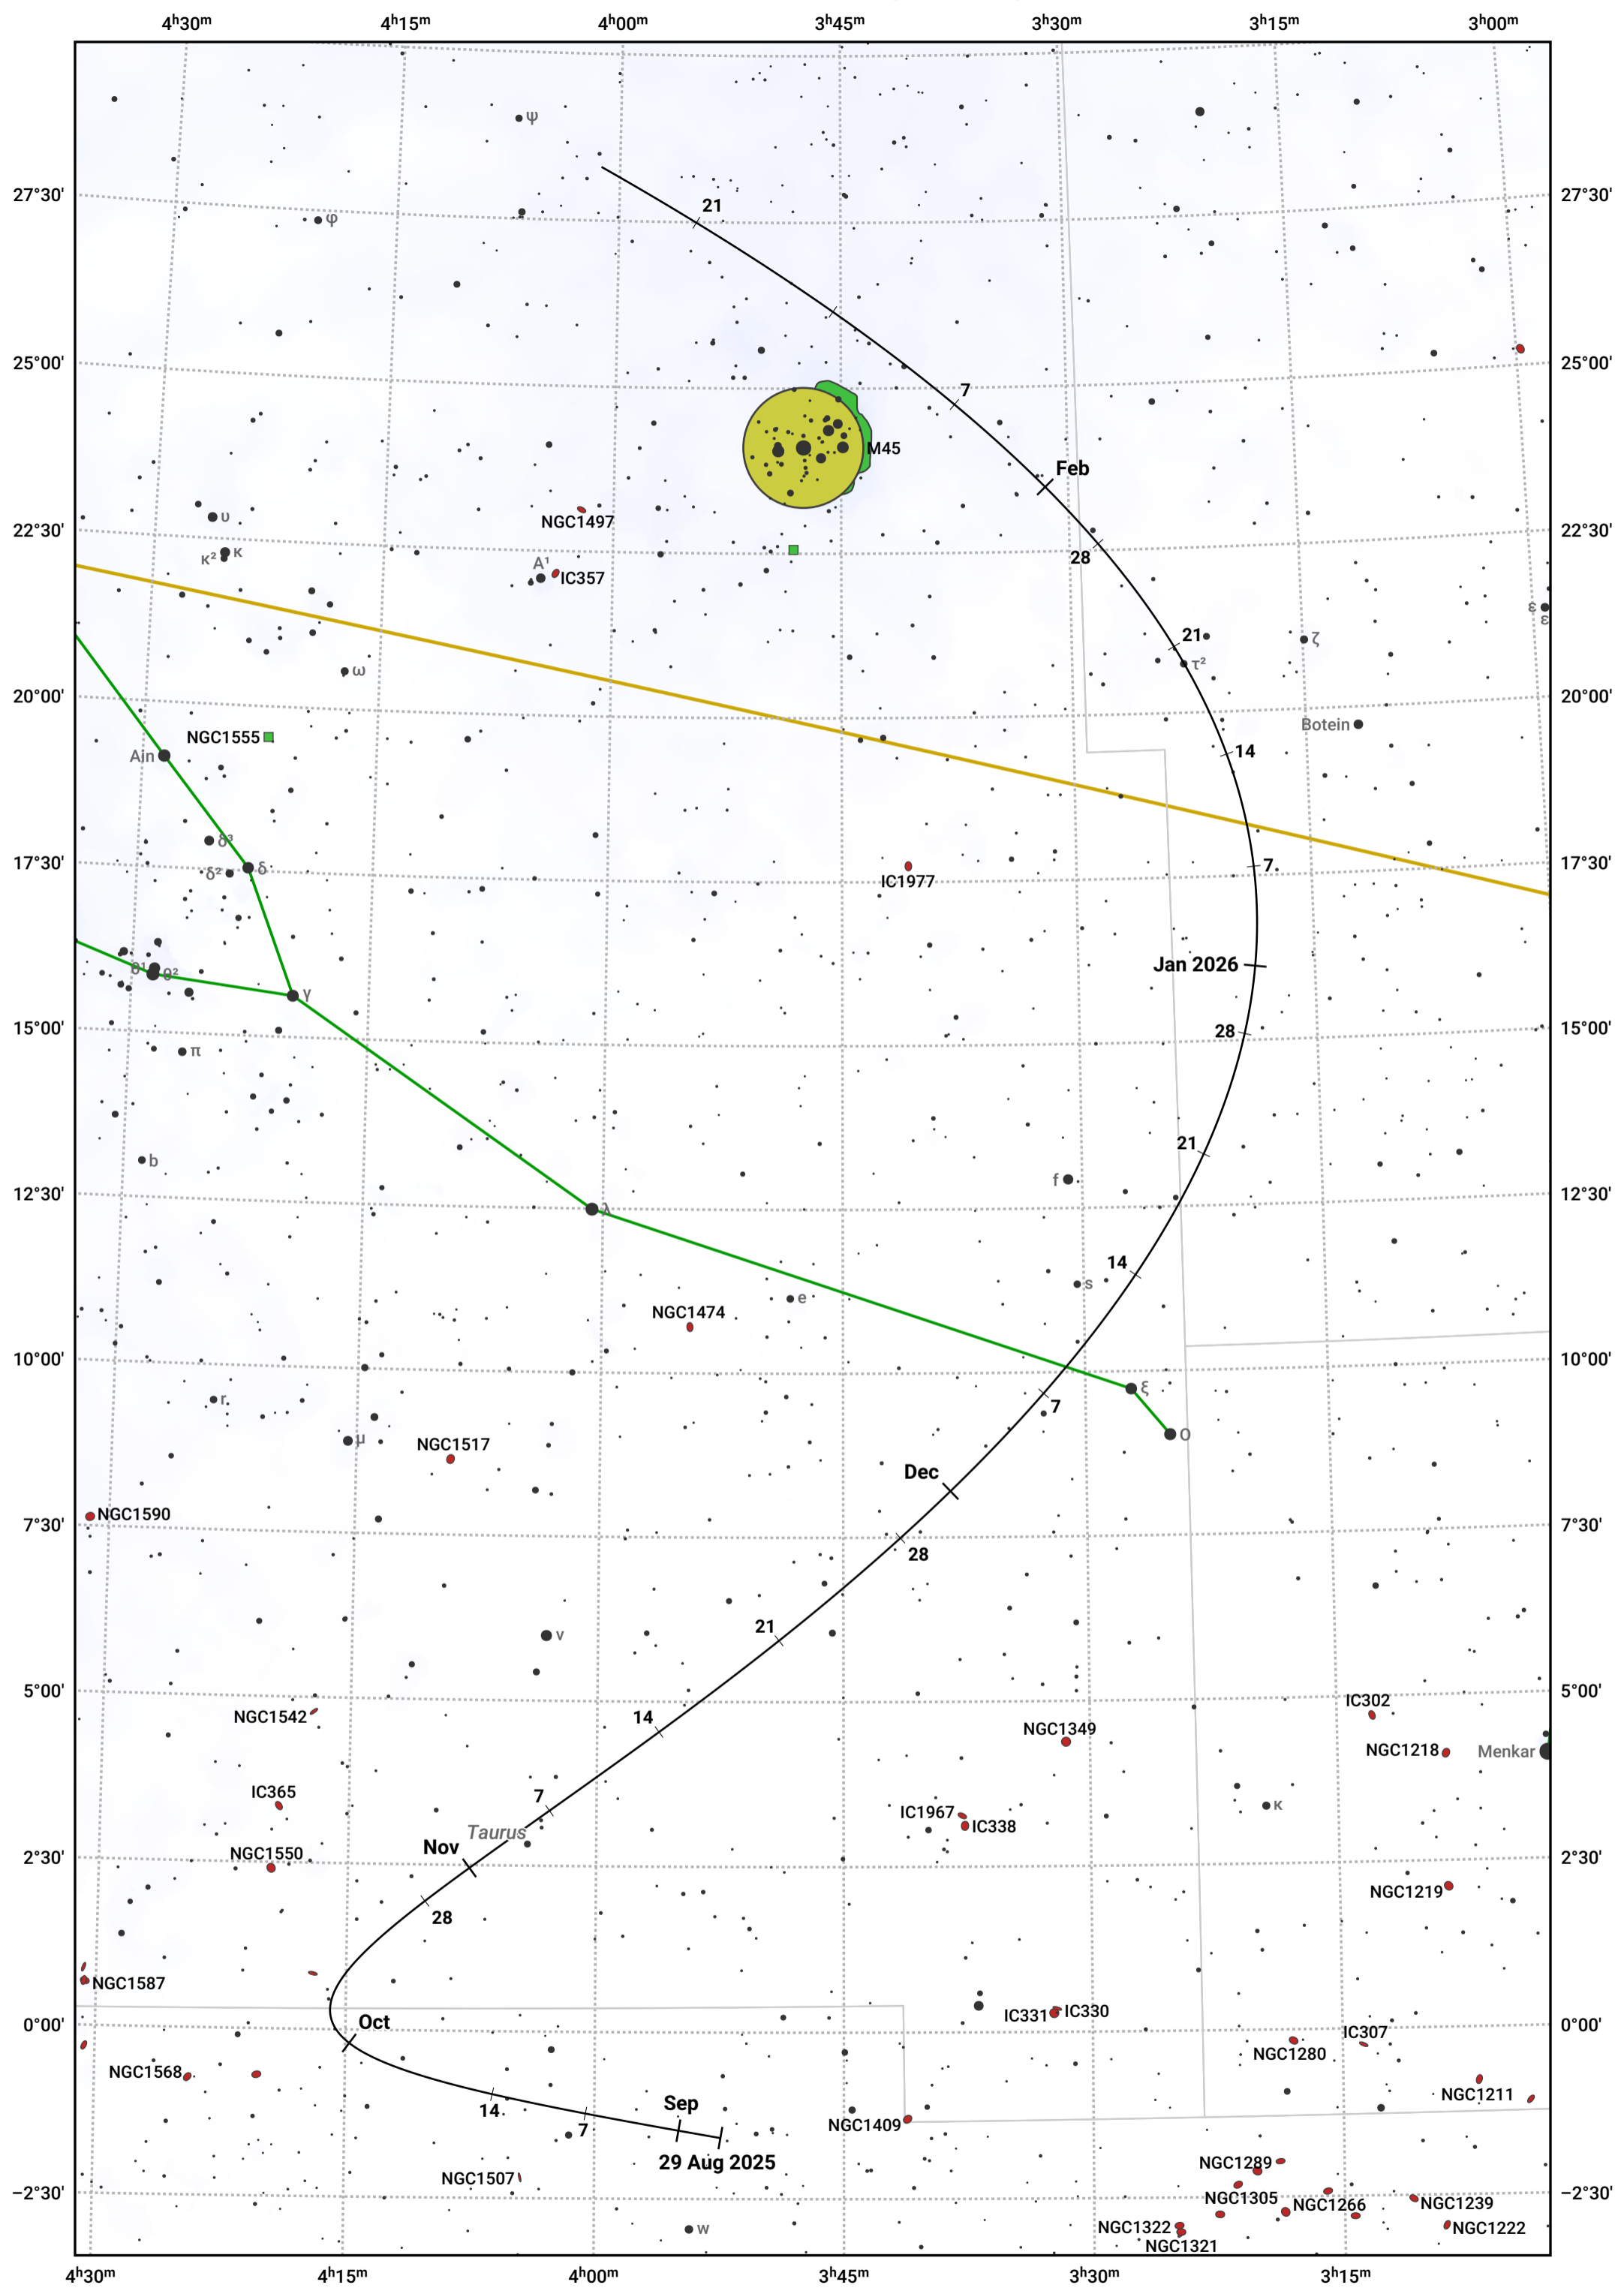 4h30m 4h15m 4h00m 3h45m 3h30m 3h15m 3h00m
ψ
27°30' 27°30'
φ
21
25°00' 25°00'
7
M45
Feb
NGC1497
υ
22°30' 22°30'
κ² κ
28
A¹
IC357
ε
ε
21
ζ
τ²
ω
20°00' 20°00'
Botein
NGC1555
Ain
14
δ³
17°30' 17°30'
δ² δ
7
IC1977
Jan 2026
θ¹ θ²
γ
15°00' 15°00'
28
π
21
b
f
12°30' 12°30'
λ
14
s
e
NGC1474
10°00' 10°00'
ξ
r
7
μ
ο
NGC1517
Dec
NGC1590
7°30' 7°30'
28
21
ν
5°00' 5°00'
IC302
NGC1542
14
NGC1349
NGC1218
Menkar
IC365
7
κ
IC1967
IC338
Taurus
Nov
NGC1550
2°30' 2°30'
NGC1219
28
NGC1587
IC331 IC330
Oct
0°00' 0°00'
IC307
NGC1280
NGC1568
NGC1211
Sep
14
NGC1409
7
29 Aug 2025
NGC1289
NGC1507
−2°30' −2°30'
NGC1305
NGC1266
NGC1239
NGC1322
w
NGC1222
NGC1321
4h30m 4h15m 4h00m 3h45m 3h30m 3h15m